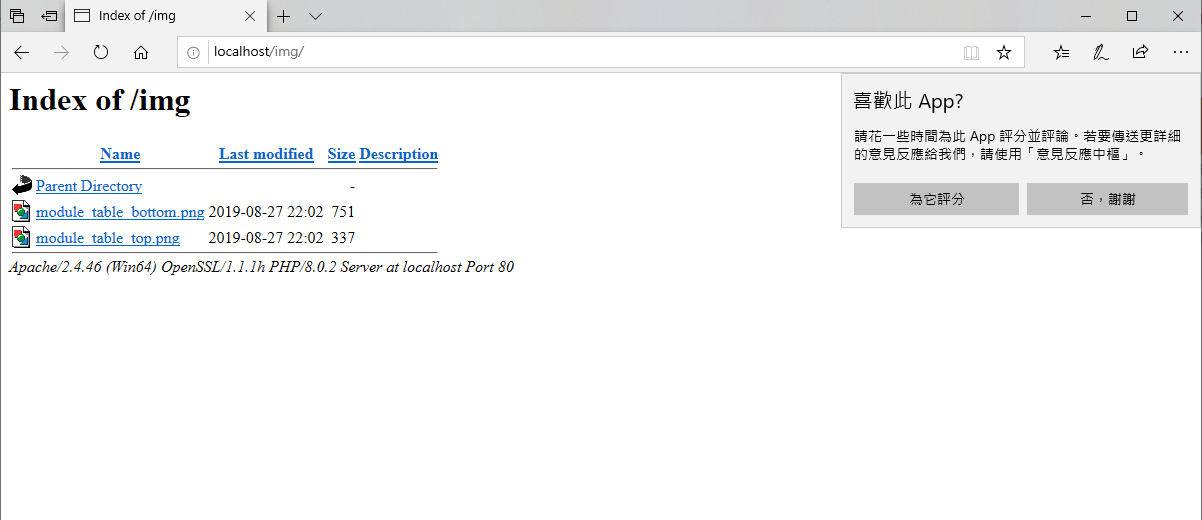 Index of /img
localhost/img/
Index of /img
Name Last modified Size Description
Parent Directory -
module_table_bottom.png 2019-08-27 22:02 751
module_table_top.png 2019-08-27 22:02 337
Apache/2.4.46 (Win64) OpenSSL/1.1.1h PHP/8.0.2 Server at localhost Port 80
喜歡此 App?
請花一些時間為此 App 評分並評論。若要傳送更詳細
的意見反應給我們，請使用「意見反應中樞」。
為它評分 否，謝謝